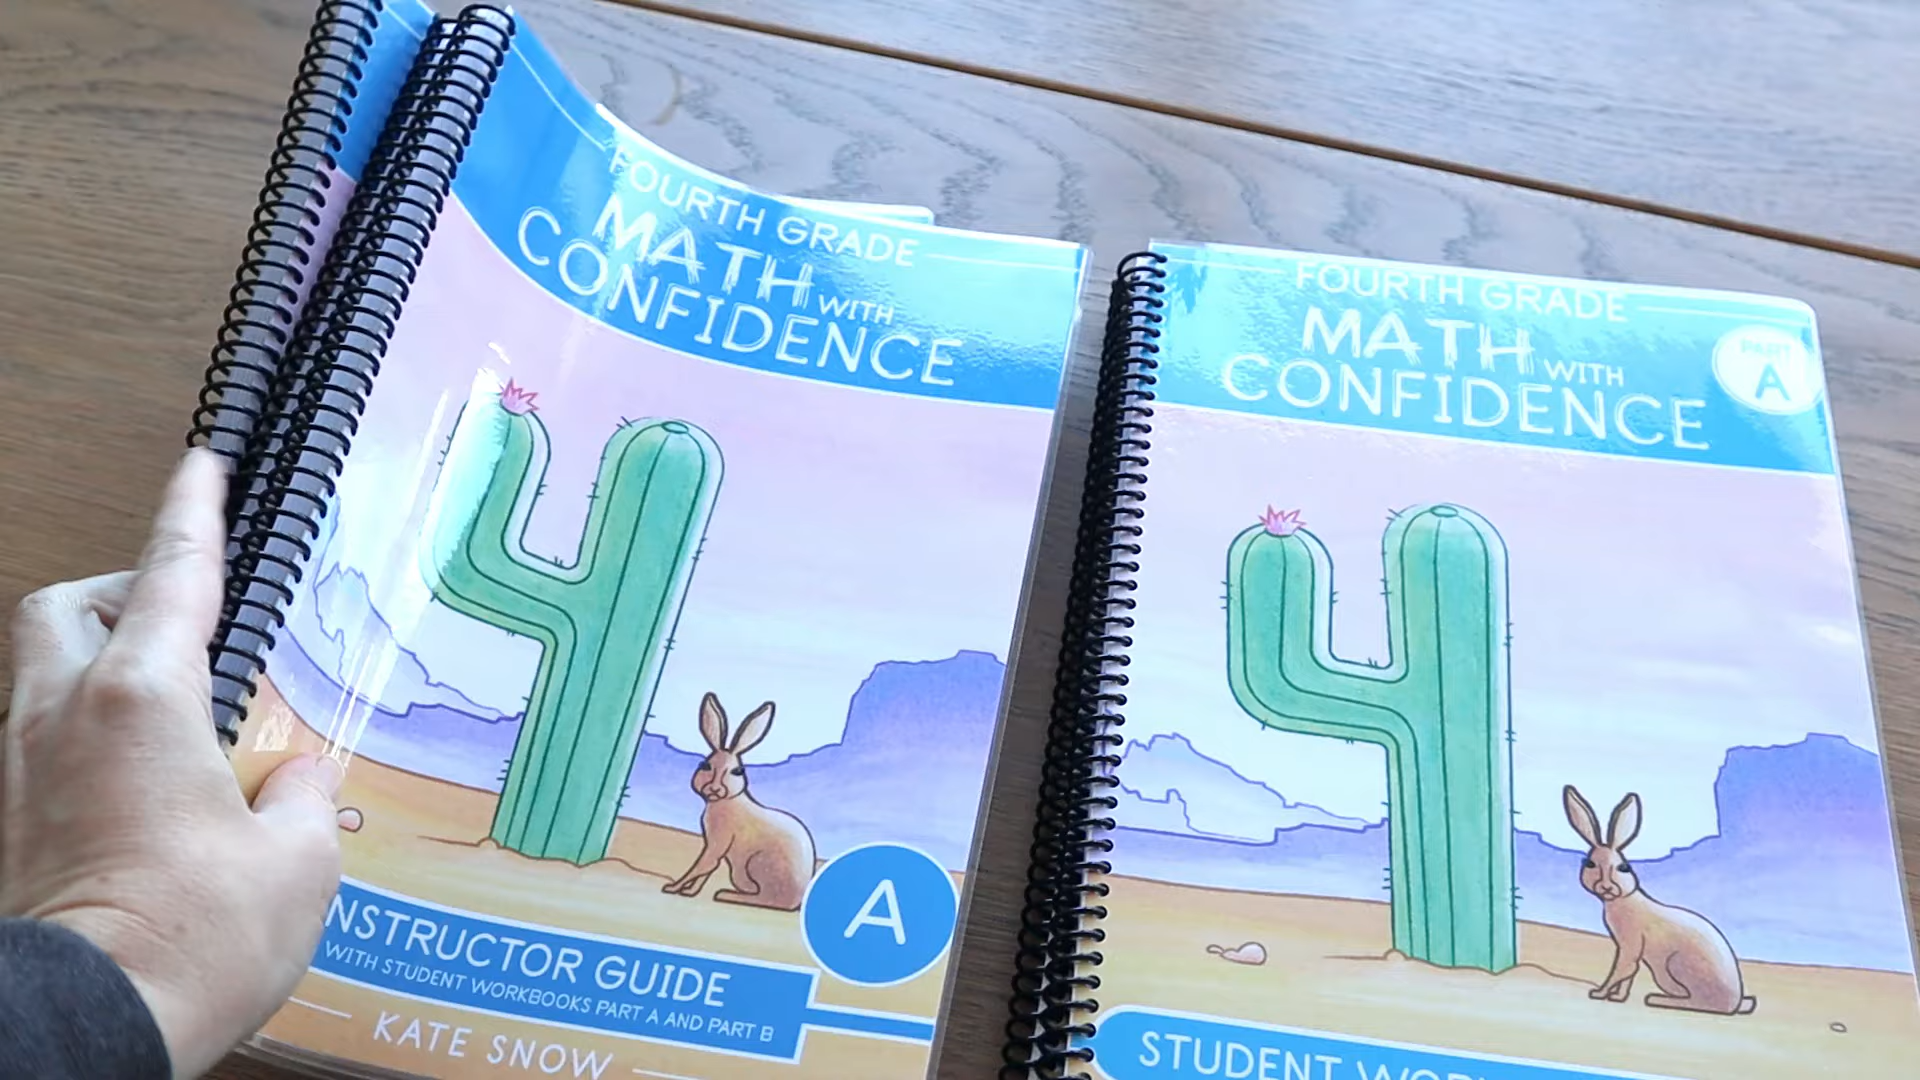 FOURTH GRADE
MATH WITH
CONFIDENCE
A
NSTRUCTOR GUIDE
WITH STUDENT WORKBOOKS PART A AND PART B
KATE SNOW
FOURTH GRADE
MATH WITH
CONFIDENCE
PART
A
STUDENT